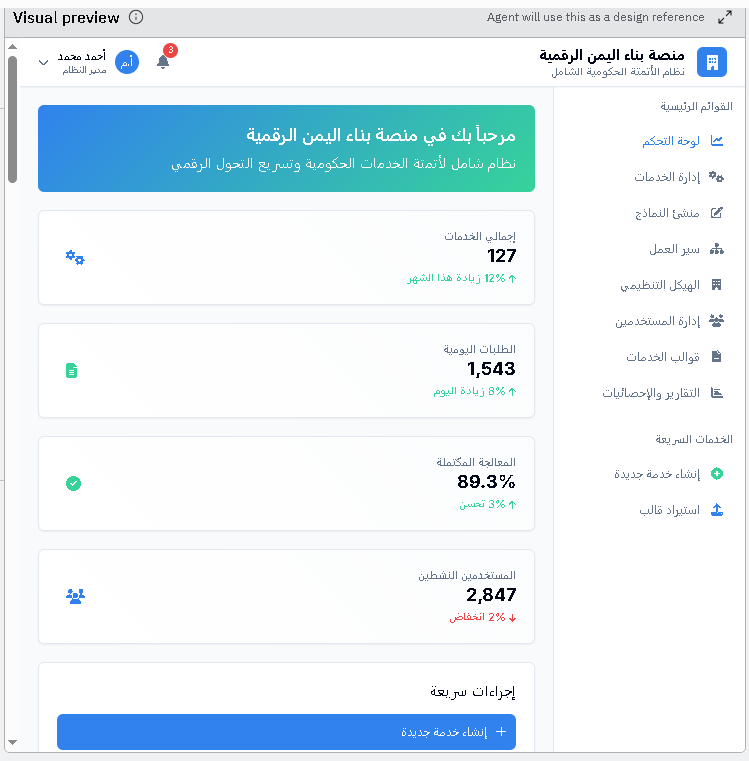 Visual preview
Agent will use this as a design reference
منصة بناء اليمن الرقمية
نظام الأتمتة الحكومية الشامل
3
أ.م
أحمد محمد
مدير النظام
القوائم الرئيسية
لوحة التحكم
إدارة الخدمات
منشئ النماذج
سير العمل
الهيكل التنظيمي
إدارة المستخدمين
قوالب الخدمات
التقارير والإحصائيات
الخدمات السريعة
إنشاء خدمة جديدة
استيراد قالب
مرحباً بك في منصة بناء اليمن الرقمية
نظام شامل لأتمتة الخدمات الحكومية وتسريع التحول الرقمي
إجمالي الخدمات
127
↑ 12% زيادة هذا الشهر
الطلبات اليومية
1,543
↑ 8% زيادة اليوم
المعالجة المكتملة
89.3%
↑ 3% تحسن
المستخدمين النشطين
2,847
↓ 2% انخفاض
إجراءات سريعة
+ إنشاء خدمة جديدة